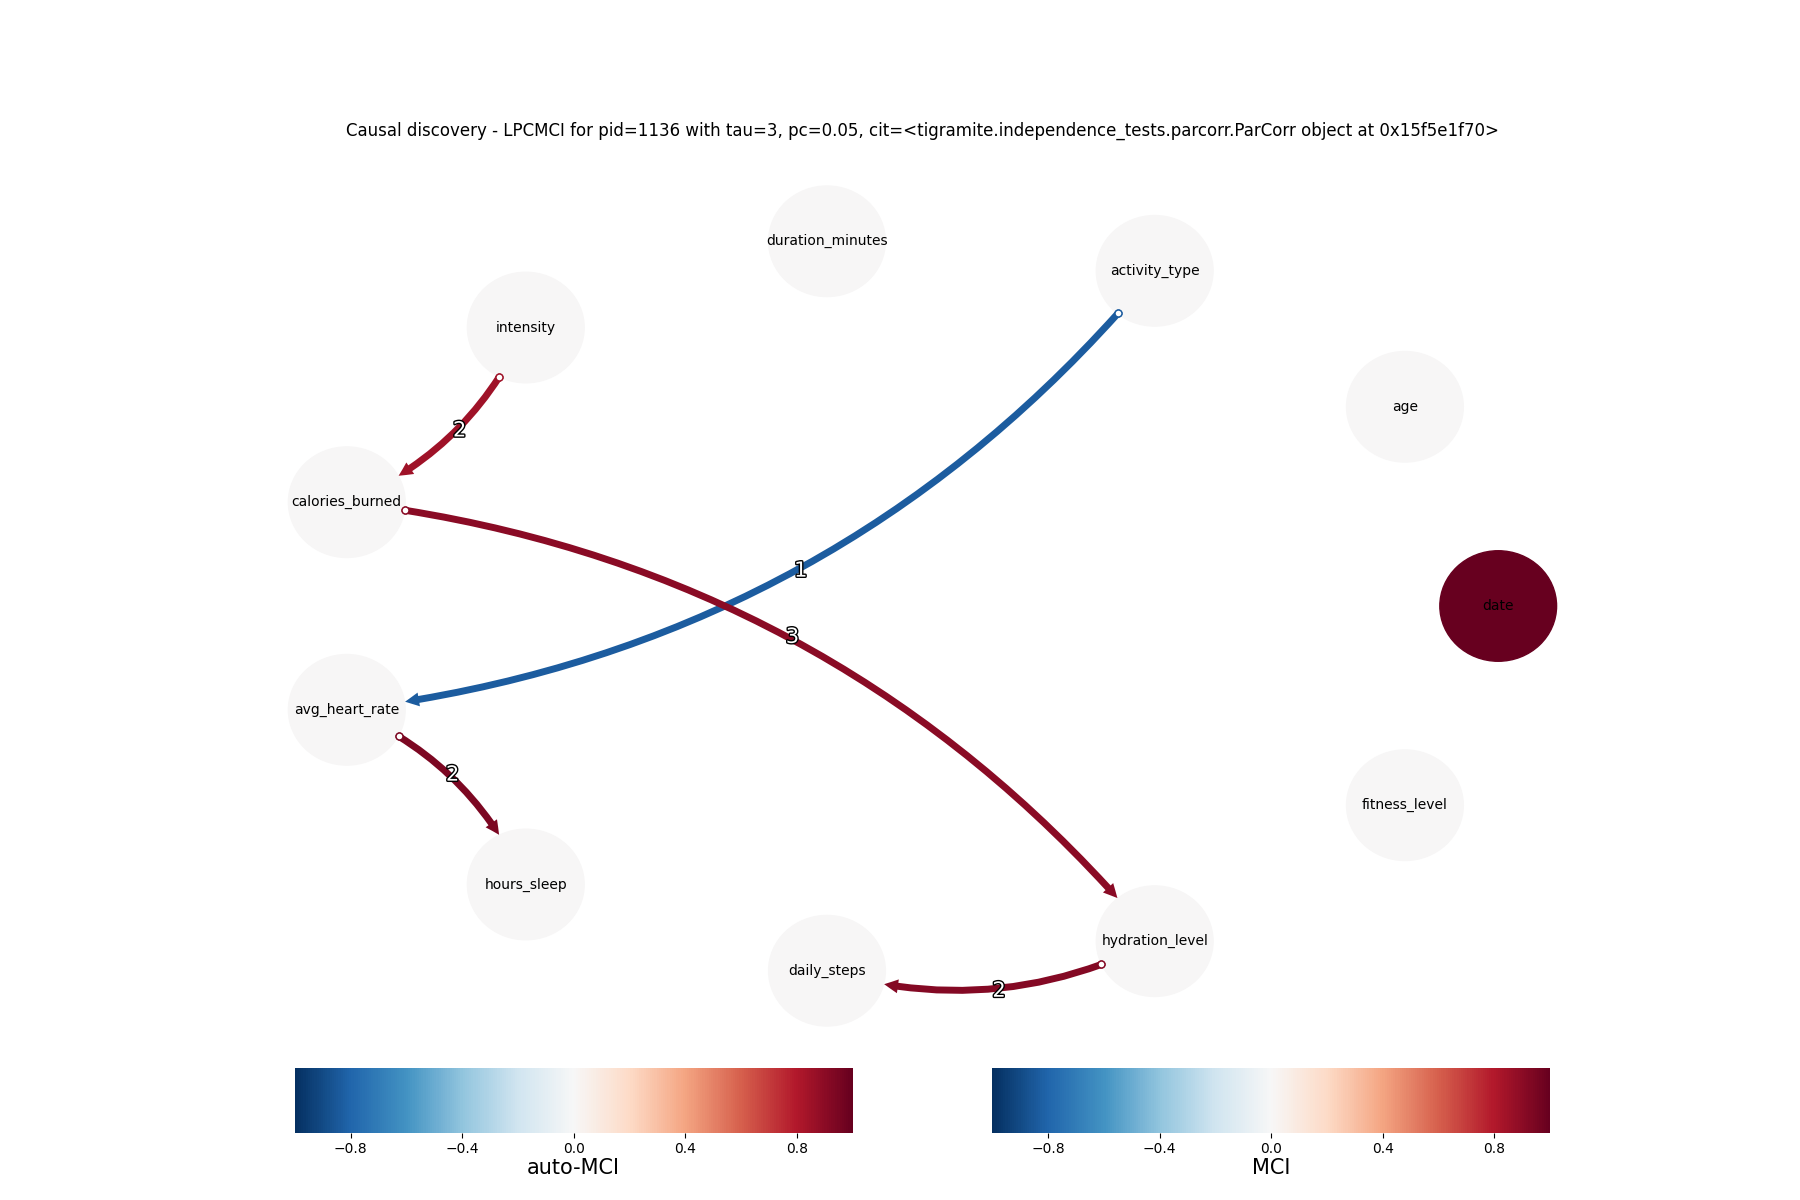 Causal discovery - LPCMCI for pid=1136 with tau=3, pc=0.05, cit=<tigramite.independence_tests.parcorr.ParCorr object at 0x15f5e1f70>
duration_minutes
activity_type
intensity
age
2
calories_burned
1
date
3
avg_heart_rate
2
fitness_level
hours_sleep
hydration_level
daily_steps
2
−0.8 −0.4 0.0 0.4 0.8
auto-MCI
−0.8 −0.4 0.0 0.4 0.8
MCI